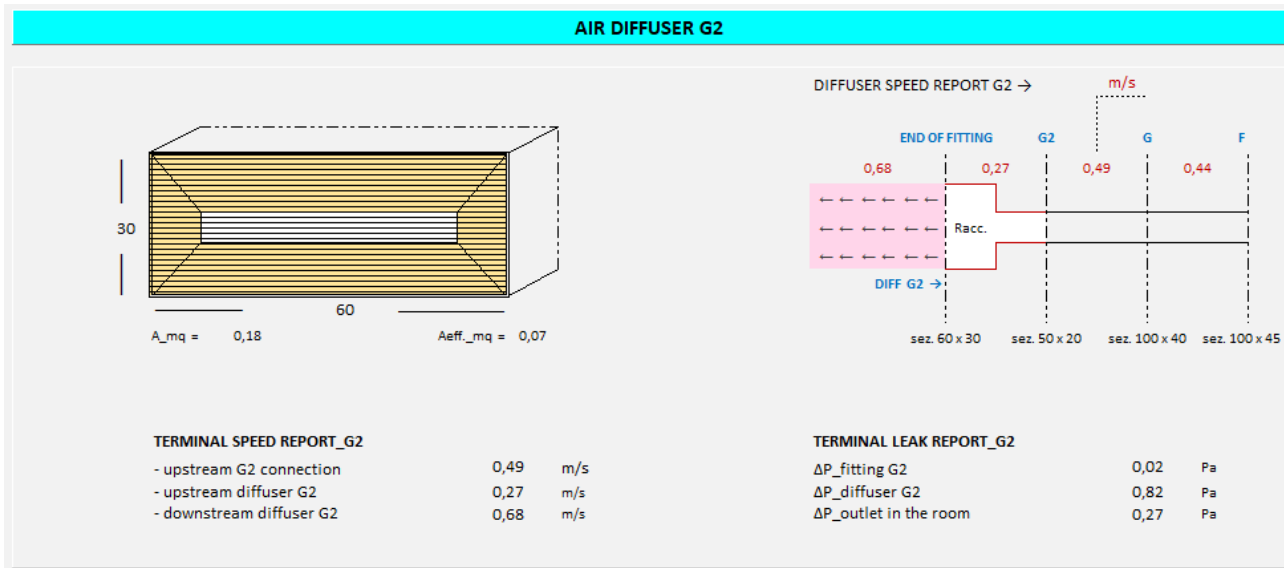 AIR DIFFUSER G2
DIFFUSER SPEED REPORT G2 → m/s
END OF FITTING G2 G F
0,68 0,27 0,49 0,44
← ← ← ← ← ←
← ← ← ← ← ← Racc.
← ← ← ← ← ←
30
DIFF G2 →
60
A_mq = 0,18 Aeff._mq = 0,07
sez. 60 x 30 sez. 50 x 20 sez. 100 x 40 sez. 100 x 45
TERMINAL SPEED REPORT_G2
- upstream G2 connection 0,49 m/s
- upstream diffuser G2 0,27 m/s
- downstream diffuser G2 0,68 m/s
TERMINAL LEAK REPORT_G2
ΔP_fitting G2 0,02 Pa
ΔP_diffuser G2 0,82 Pa
ΔP_outlet in the room 0,27 Pa